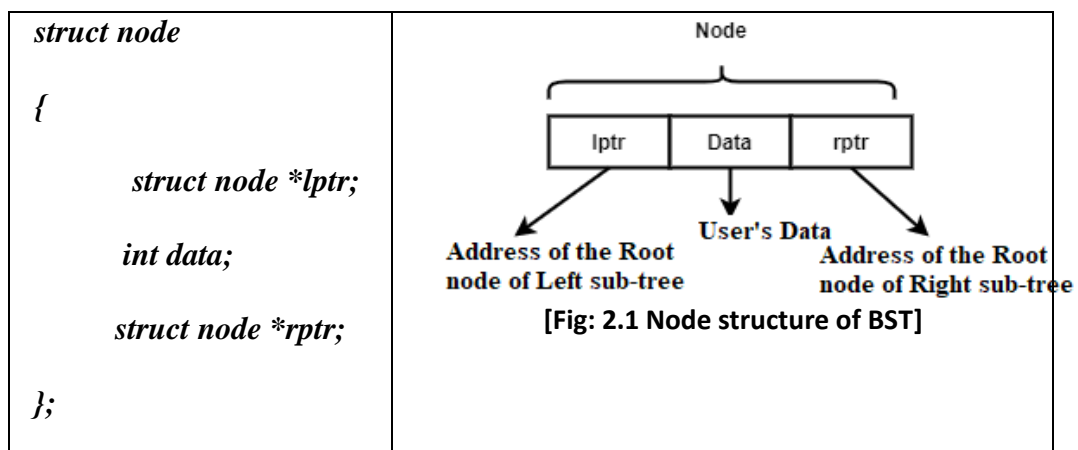 struct node
{
struct node *lptr;
int data;
struct node *rptr;
};
Node
lptr Data rptr
User's Data
Address of the Root
node of Left sub-tree
Address of the Root
node of Right sub-tree
[Fig: 2.1 Node structure of BST]